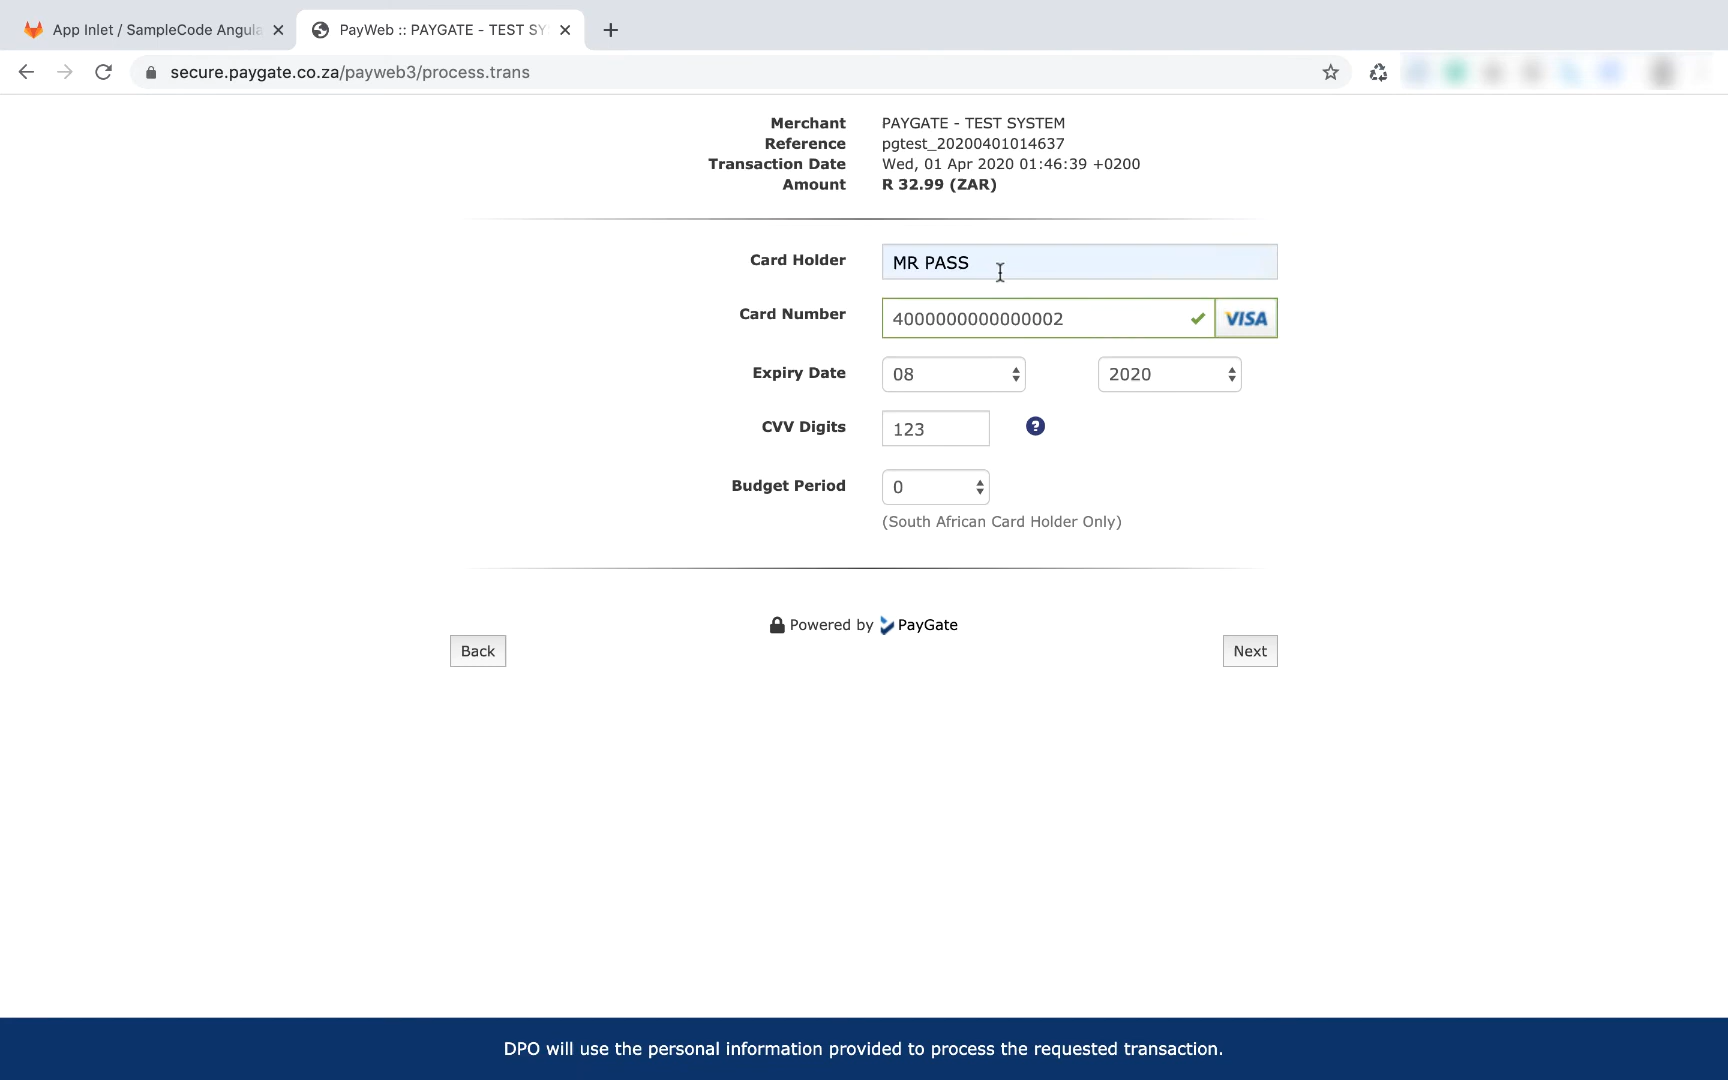 App Inlet / SampleCode Angula
PayWeb :: PAYGATE - TEST SY
secure.paygate.co.za/payweb3/process.trans
Merchant PAYGATE - TEST SYSTEM
Reference pgtest_20200401014637
Transaction Date Wed, 01 Apr 2020 01:46:39 +0200
Amount R 32.99 (ZAR)
Card Holder MR PASS
Card Number 4000000000000002 VISA
Expiry Date 08 2020
CVV Digits 123 ?
Budget Period 0
(South African Card Holder Only)
Powered by PayGate
Back Next
DPO will use the personal information provided to process the requested transaction.